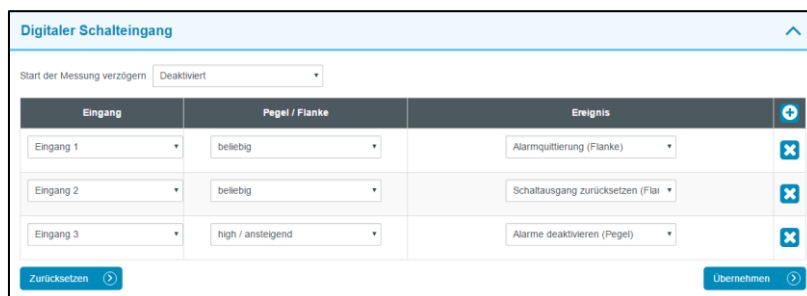 Digitaler Schalteingang
Start der Messung verzögern Deaktiviert
Eingang Pegel / Flanke Ereignis
Eingang 1 beliebig Alarmquittierung (Flanke)
Eingang 2 beliebig Schaltausgang zurücksetzen (Flan
Eingang 3 high / ansteigend Alarme deaktivieren (Pegel)
Zurücksetzen Übernehmen